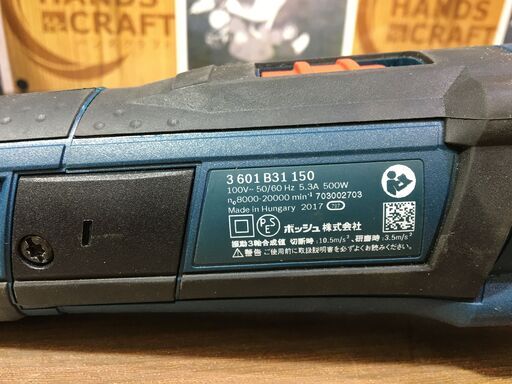 HANDS
CRAFT
HANDS
CRAFT
3 601 B31 150
100V~ 50/60 Hz 5.3A 500W
n₀8000-20000 min⁻¹ 703002703
Made in Hungary 2017
PS E ボッシュ株式会社
振動3軸合成値 切断時:10.5m/s²、研磨時:3.5m/s²
警告 ご使用前に取扱説明書を必ずよくお読みください。